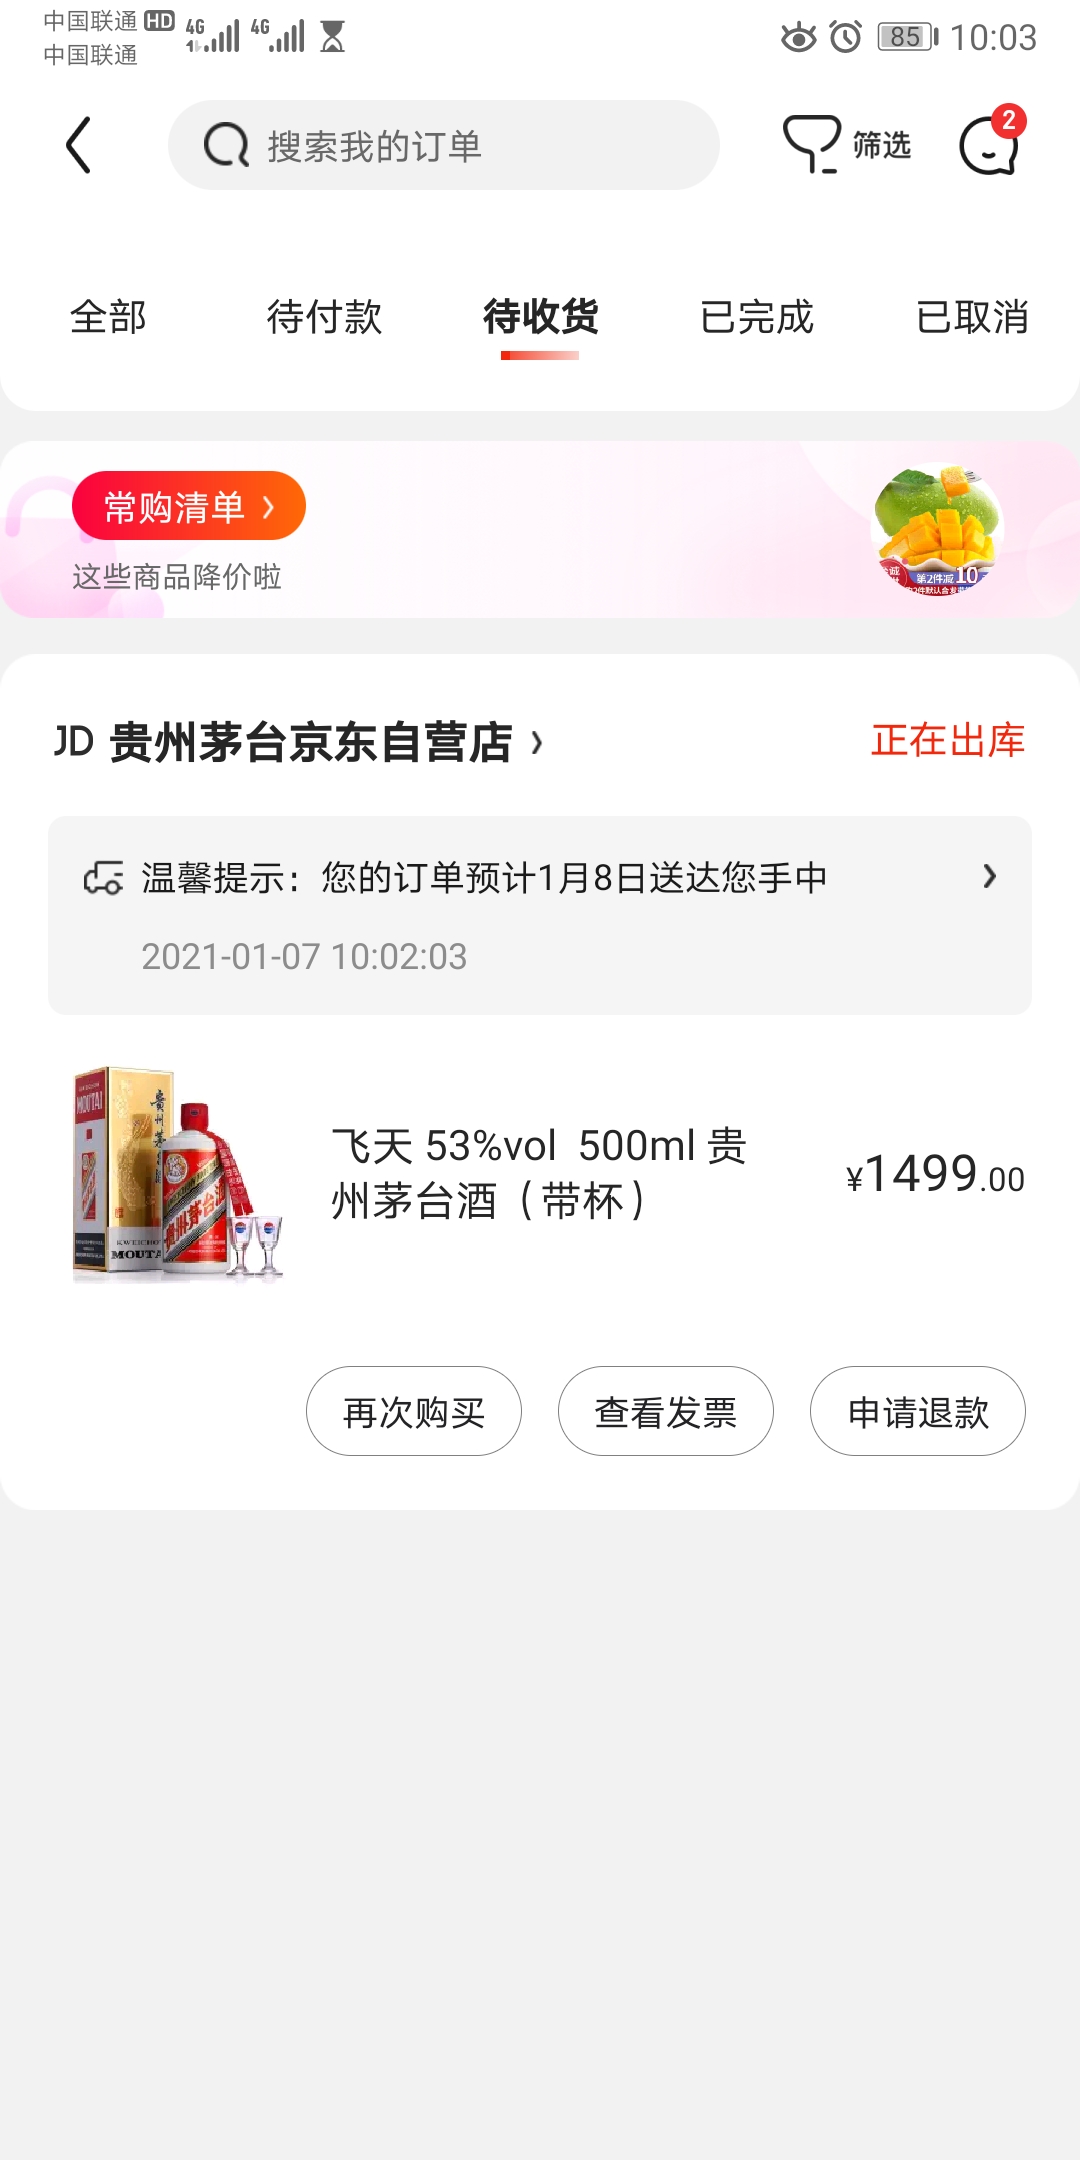 中国联通 HD 4G 4G 85 10:03
中国联通
搜索我的订单 筛选 2
全部 待付款 待收货 已完成 已取消
常购清单 ›
这些商品降价啦
第2件减10
JD 贵州茅台京东自营店 › 正在出库
温馨提示：您的订单预计1月8日送达您手中
2021-01-07 10:02:03
MOUTAI
MOUTA
飞天 53%vol 500ml 贵
州茅台酒（带杯）
¥1499.00
再次购买 查看发票 申请退款